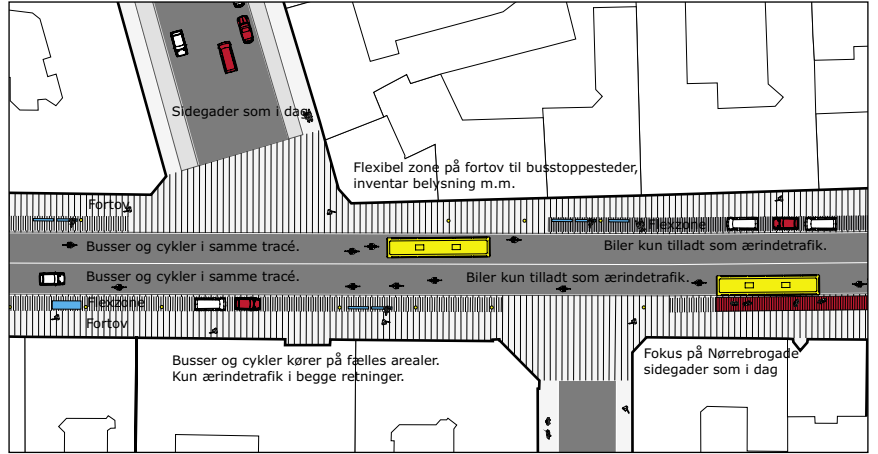 Sidegader som i dag
Flexibel zone på fortov til busstoppesteder,
inventar belysning m.m.
Fortov
Flexzone
Busser og cykler i samme tracé.
Biler kun tilladt som ærindetrafik.
Busser og cykler i samme tracé.
Biler kun tilladt som ærindetrafik.
Flexzone
Fortov
Busser og cykler kører på fælles arealer.
Kun ærindetrafik i begge retninger.
Fokus på Nørrebrogade
sidegader som i dag